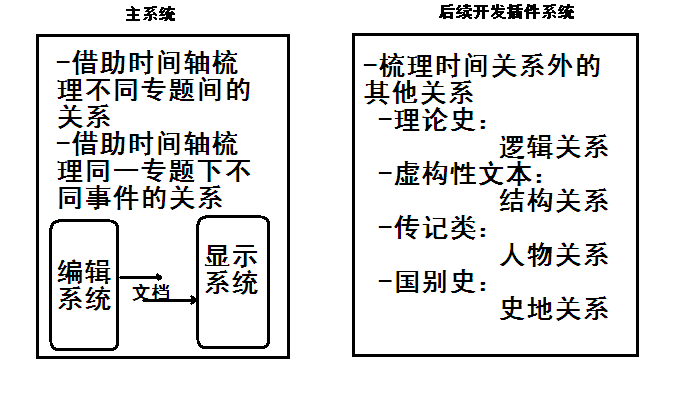 主系统
-借助时间轴梳
理不同专题间的
关系
-借助时间轴梳
理同一专题下不
同事件的关系
编辑
系统
文档
显示
系统
后续开发插件系统
-梳理时间关系外的
其他关系
-理论史：
逻辑关系
-虚构性文本：
结构关系
-传记类：
人物关系
-国别史：
史地关系